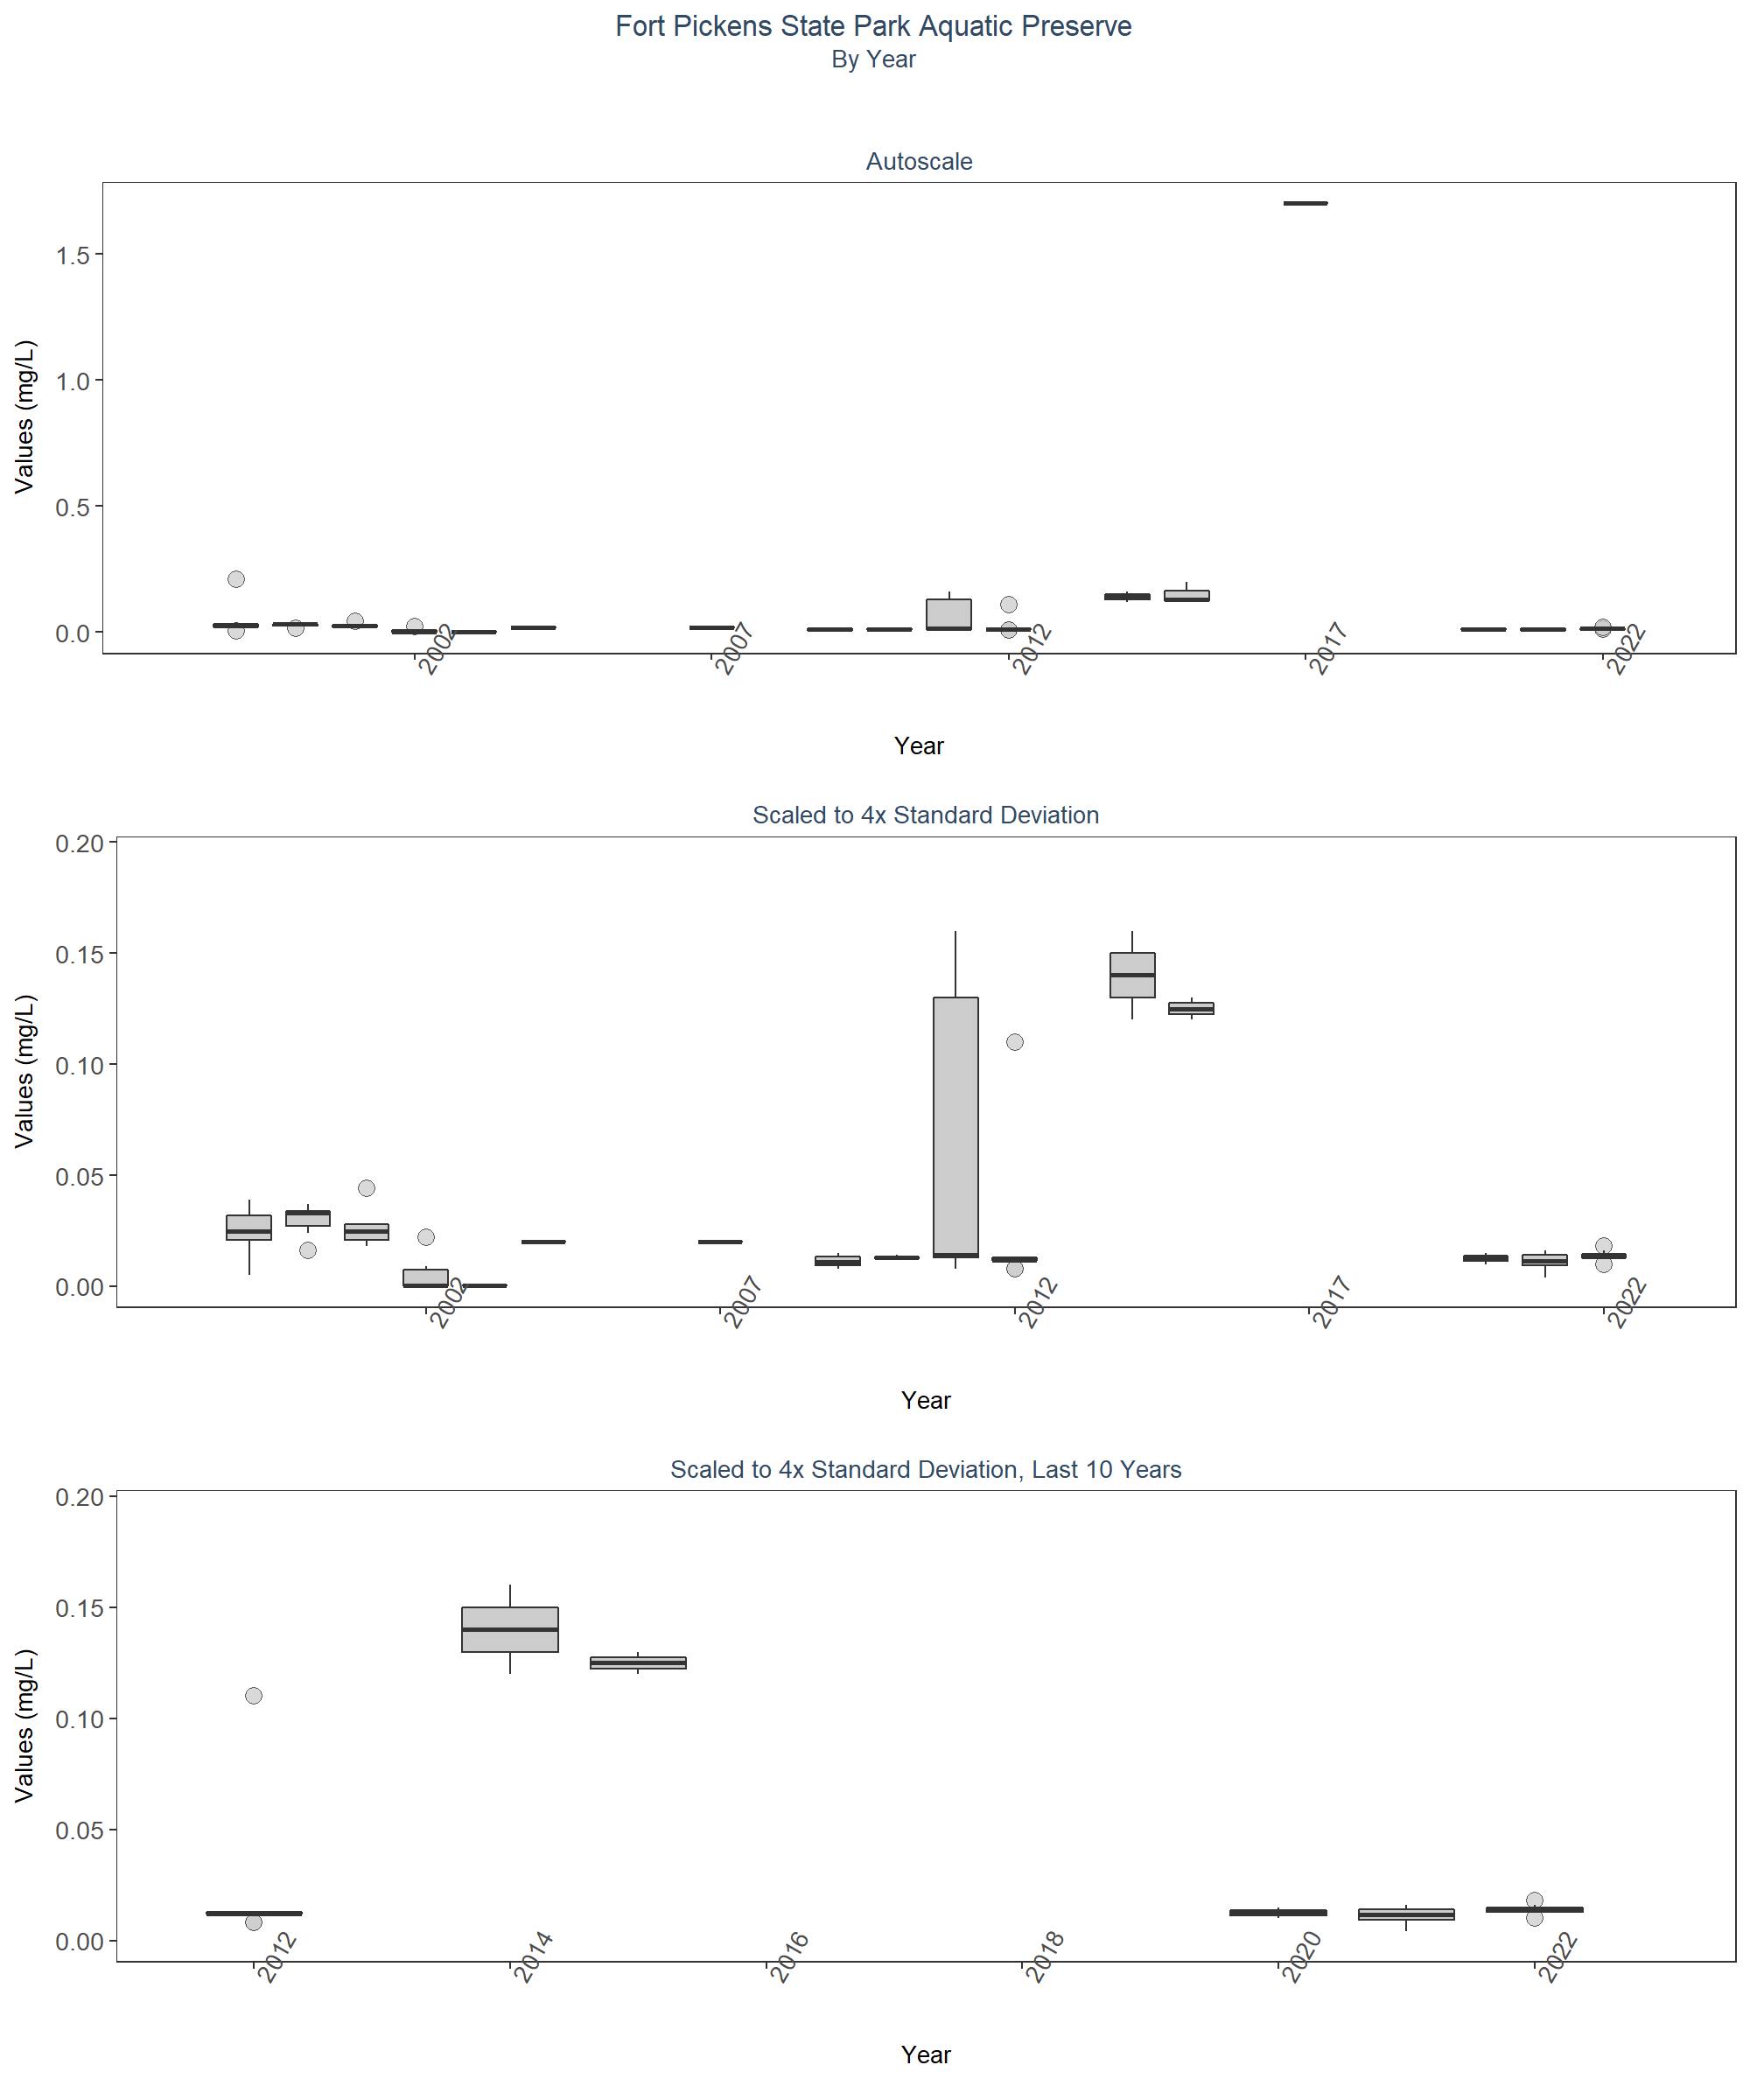 Fort Pickens State Park Aquatic Preserve
By Year
Autoscale
Values (mg/L)
1.5
1.0
0.5
0.0
2002 2007 2012 2017 2022
Year
Scaled to 4x Standard Deviation
Values (mg/L)
0.20
0.15
0.10
0.05
0.00
2002 2007 2012 2017 2022
Year
Scaled to 4x Standard Deviation, Last 10 Years
Values (mg/L)
0.20
0.15
0.10
0.05
0.00
2012 2014 2016 2018 2020 2022
Year